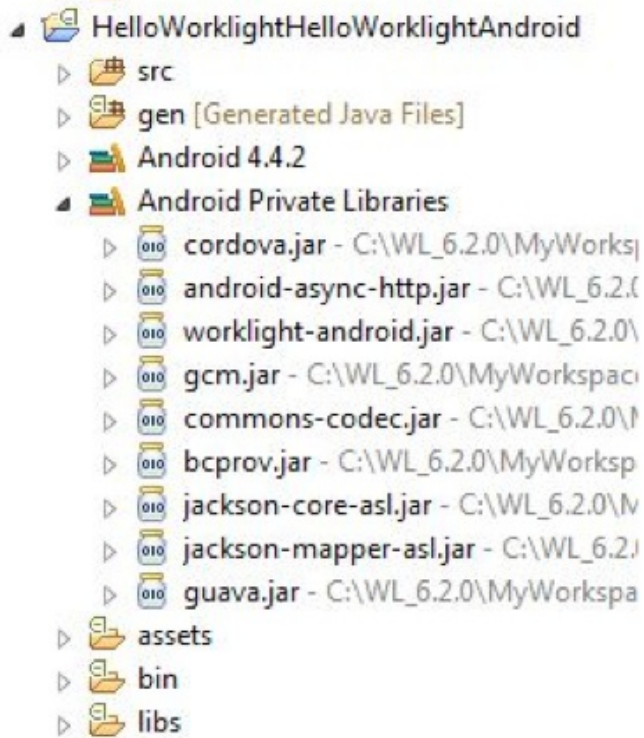 HelloWorklightHelloWorklightAndroid
src
gen [Generated Java Files]
Android 4.4.2
Android Private Libraries
cordova.jar - C:\WL_6.2.0\MyWorks
android-async-http.jar - C:\WL_6.2.
worklight-android.jar - C:\WL_6.2.0\
gcm.jar - C:\WL_6.2.0\MyWorkspac
commons-codec.jar - C:\WL_6.2.0\
bcprov.jar - C:\WL_6.2.0\MyWorksp
jackson-core-asl.jar - C:\WL_6.2.0\M
jackson-mapper-asl.jar - C:\WL_6.2.
guava.jar - C:\WL_6.2.0\MyWorkspa
assets
bin
libs